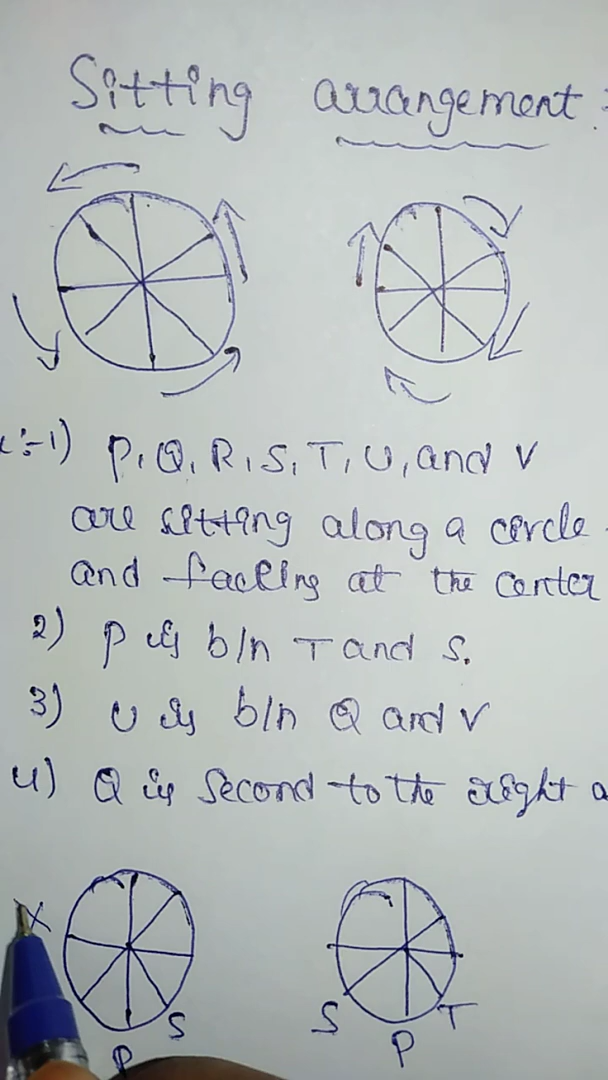 Sitting arrangement:
:-1) P, Q, R, S, T, U, and V
are sitting along a circle
and facing at the center
2) P is b/n T and S.
3) U is b/n Q and V
4) Q is second to the right
X
S
P
S
P
T